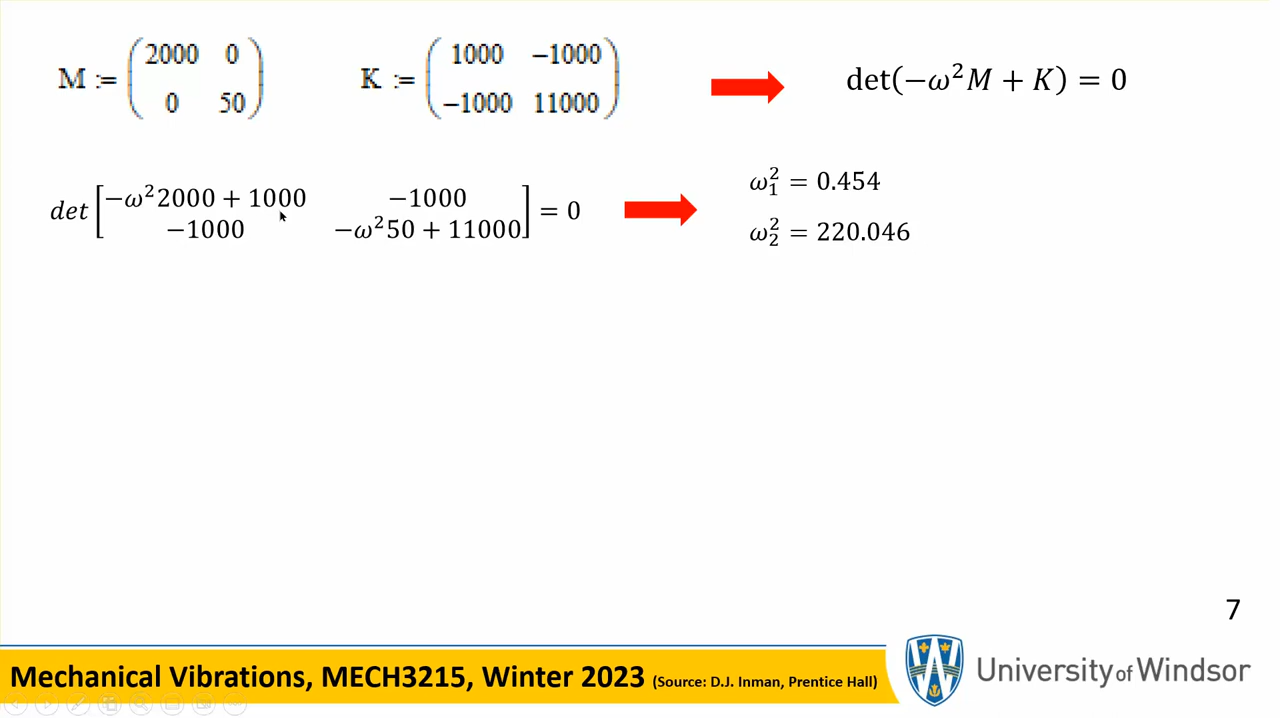 M := (2000 0
0 50)
K := (1000 −1000
−1000 11000)
det(−ω²M + K) = 0
det [−ω²2000 + 1000 −1000
−1000 −ω²50 + 11000] = 0
ω₁² = 0.454
ω₂² = 220.046
7
Mechanical Vibrations, MECH3215, Winter 2023 (Source: D.J. Inman, Prentice Hall)
University of Windsor